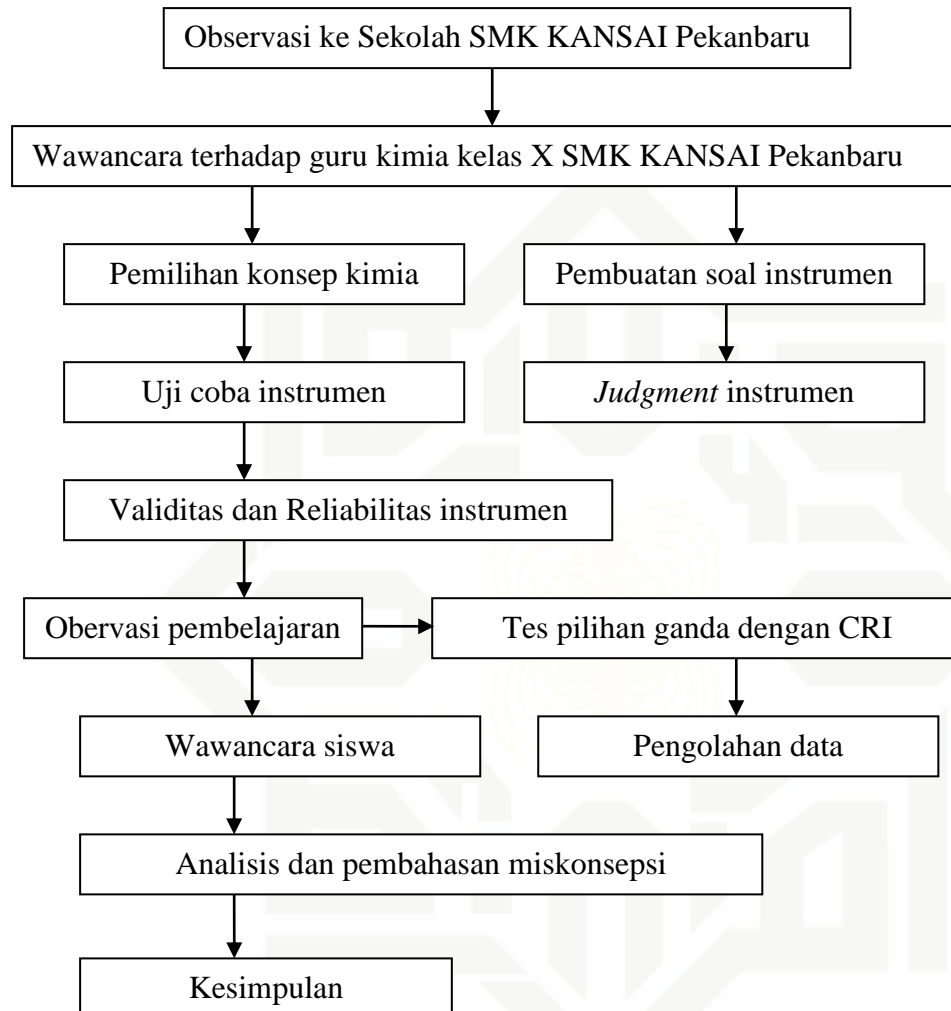 Observasi ke Sekolah SMK KANSAI Pekanbaru
Wawancara terhadap guru kimia kelas X SMK KANSAI Pekanbaru
Pemilihan konsep kimia
Pembuatan soal instrumen
Uji coba instrumen
Judgment instrumen
Validitas dan Reliabilitas instrumen
Obervasi pembelajaran
Tes pilihan ganda dengan CRI
Wawancara siswa
Pengolahan data
Analisis dan pembahasan miskonsepsi
Kesimpulan